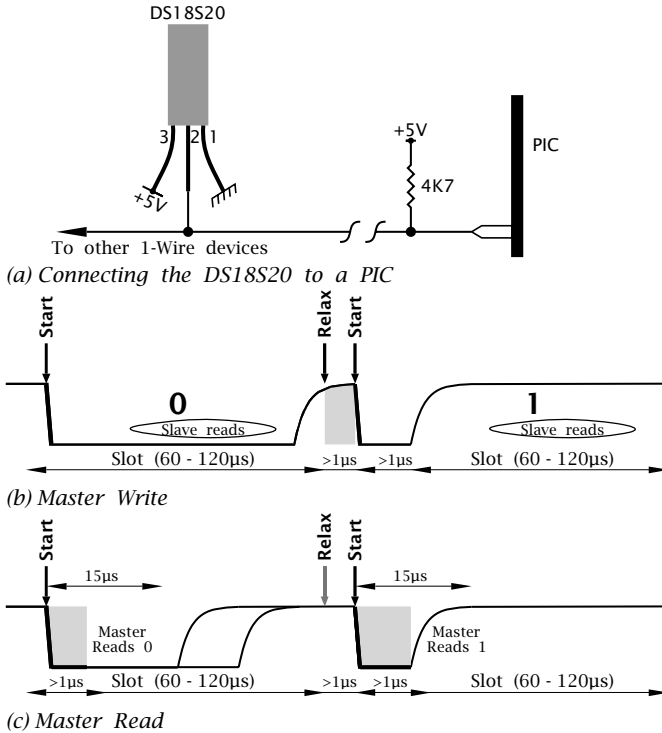 DS18S20
3 2 1
+5V
+5V
4K7
PIC
To other 1-Wire devices
(a) Connecting the DS18S20 to a PIC
Start
Relax
Start
0
Slave reads
1
Slave reads
Slot (60 - 120µs)
>1µs
>1µs
Slot (60 - 120µs)
(b) Master Write
Start
Relax
Start
15µs
15µs
Master
Reads 0
Master
Reads 1
>1µs
Slot (60 - 120µs)
>1µs
>1µs
Slot (60 - 120µs)
(c) Master Read